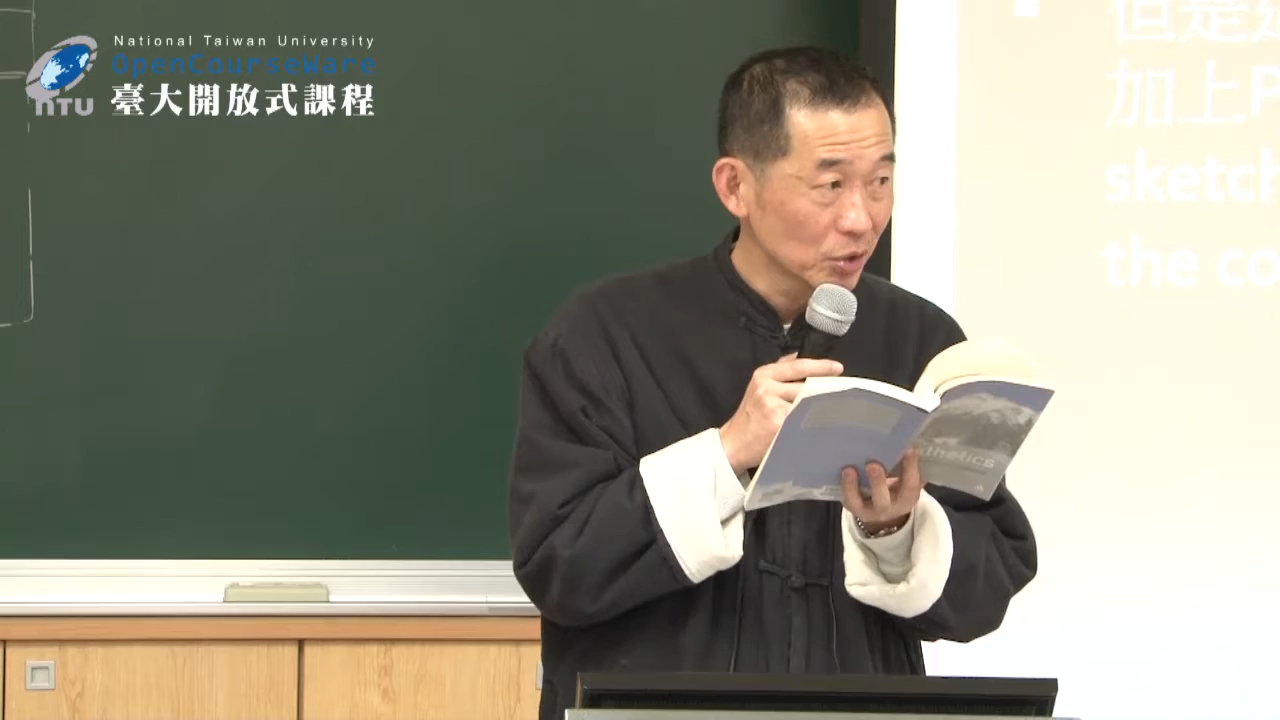 National Taiwan University
OpenCourseWare
NTU
臺大開放式課程
但是
加上P
sketch
the co
thetics